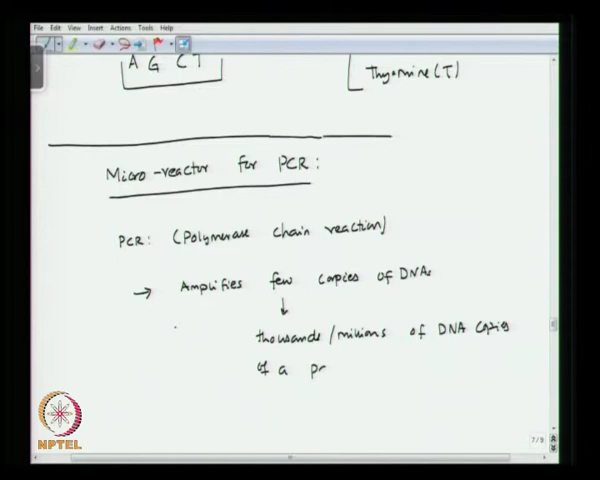 File Edit View Insert Actions Tools Help
A G C T
Thyamine (T)
Micro-reactor for PCR:
PCR: (Polymerase chain reaction)
→ Amplifies few copies of DNAs
↓
thousands/millions of DNA copies
of a pr
NPTEL
7/9